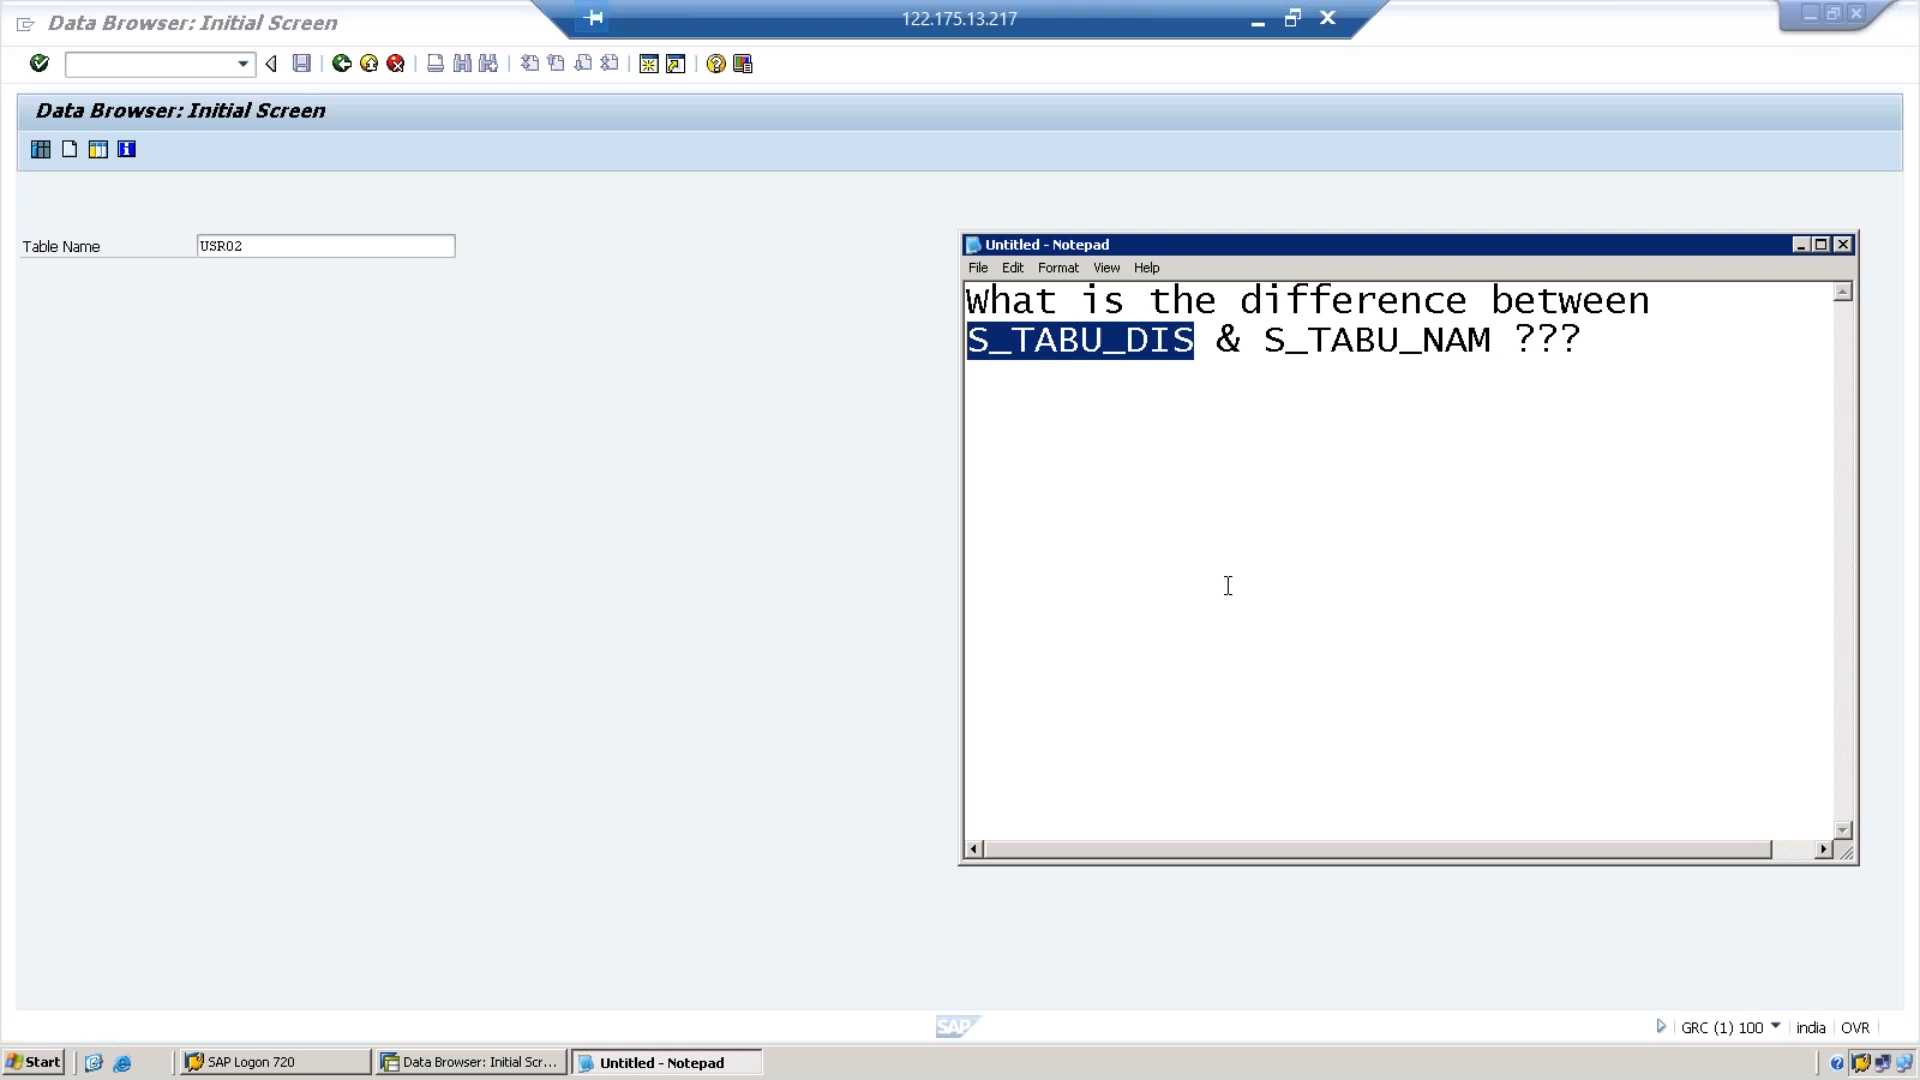 Data Browser: Initial Screen
122.175.13.217
Data Browser: Initial Screen
Table Name
USR02
Untitled - Notepad
File Edit Format View Help
What is the difference between
S_TABU_DIS & S_TABU_NAM ???
SAP
GRC (1) 100
india
OVR
Start
SAP Logon 720
Data Browser: Initial Scr...
Untitled - Notepad